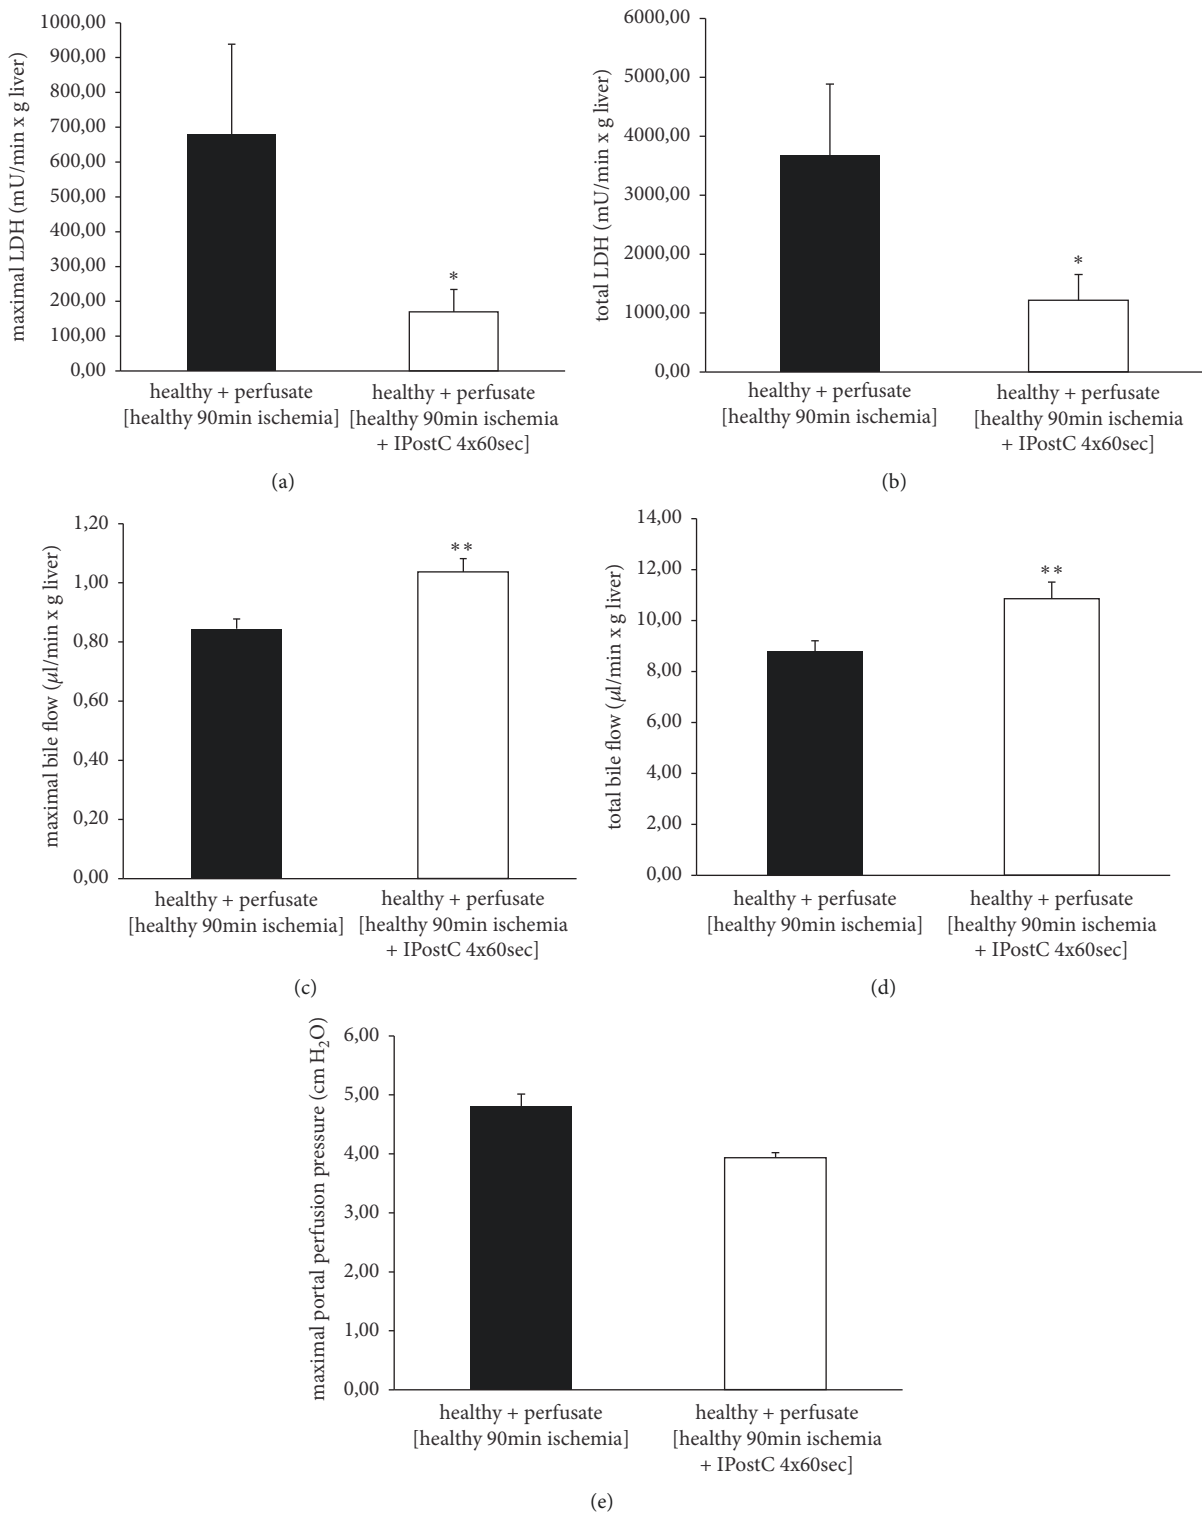 maximal LDH (mU/min x g liver)
1000,00
900,00
800,00
700,00
600,00
500,00
400,00
300,00
200,00
100,00
0,00
*
healthy + perfusate
[healthy 90min ischemia]
healthy + perfusate
[healthy 90min ischemia
+ IPostC 4x60sec]
(a)
total LDH (mU/min x g liver)
6000,00
5000,00
4000,00
3000,00
2000,00
1000,00
0,00
*
healthy + perfusate
[healthy 90min ischemia]
healthy + perfusate
[healthy 90min ischemia
+ IPostC 4x60sec]
(b)
maximal bile flow (μl/min x g liver)
1,20
1,00
0,80
0,60
0,40
0,20
0,00
**
healthy + perfusate
[healthy 90min ischemia]
healthy + perfusate
[healthy 90min ischemia
+ IPostC 4x60sec]
(c)
total bile flow (μl/min x g liver)
14,00
12,00
10,00
8,00
6,00
4,00
2,00
0,00
**
healthy + perfusate
[healthy 90min ischemia]
healthy + perfusate
[healthy 90min ischemia
+ IPostC 4x60sec]
(d)
maximal portal perfusion pressure (cm H₂O)
6,00
5,00
4,00
3,00
2,00
1,00
0,00
healthy + perfusate
[healthy 90min ischemia]
healthy + perfusate
[healthy 90min ischemia
+ IPostC 4x60sec]
(e)